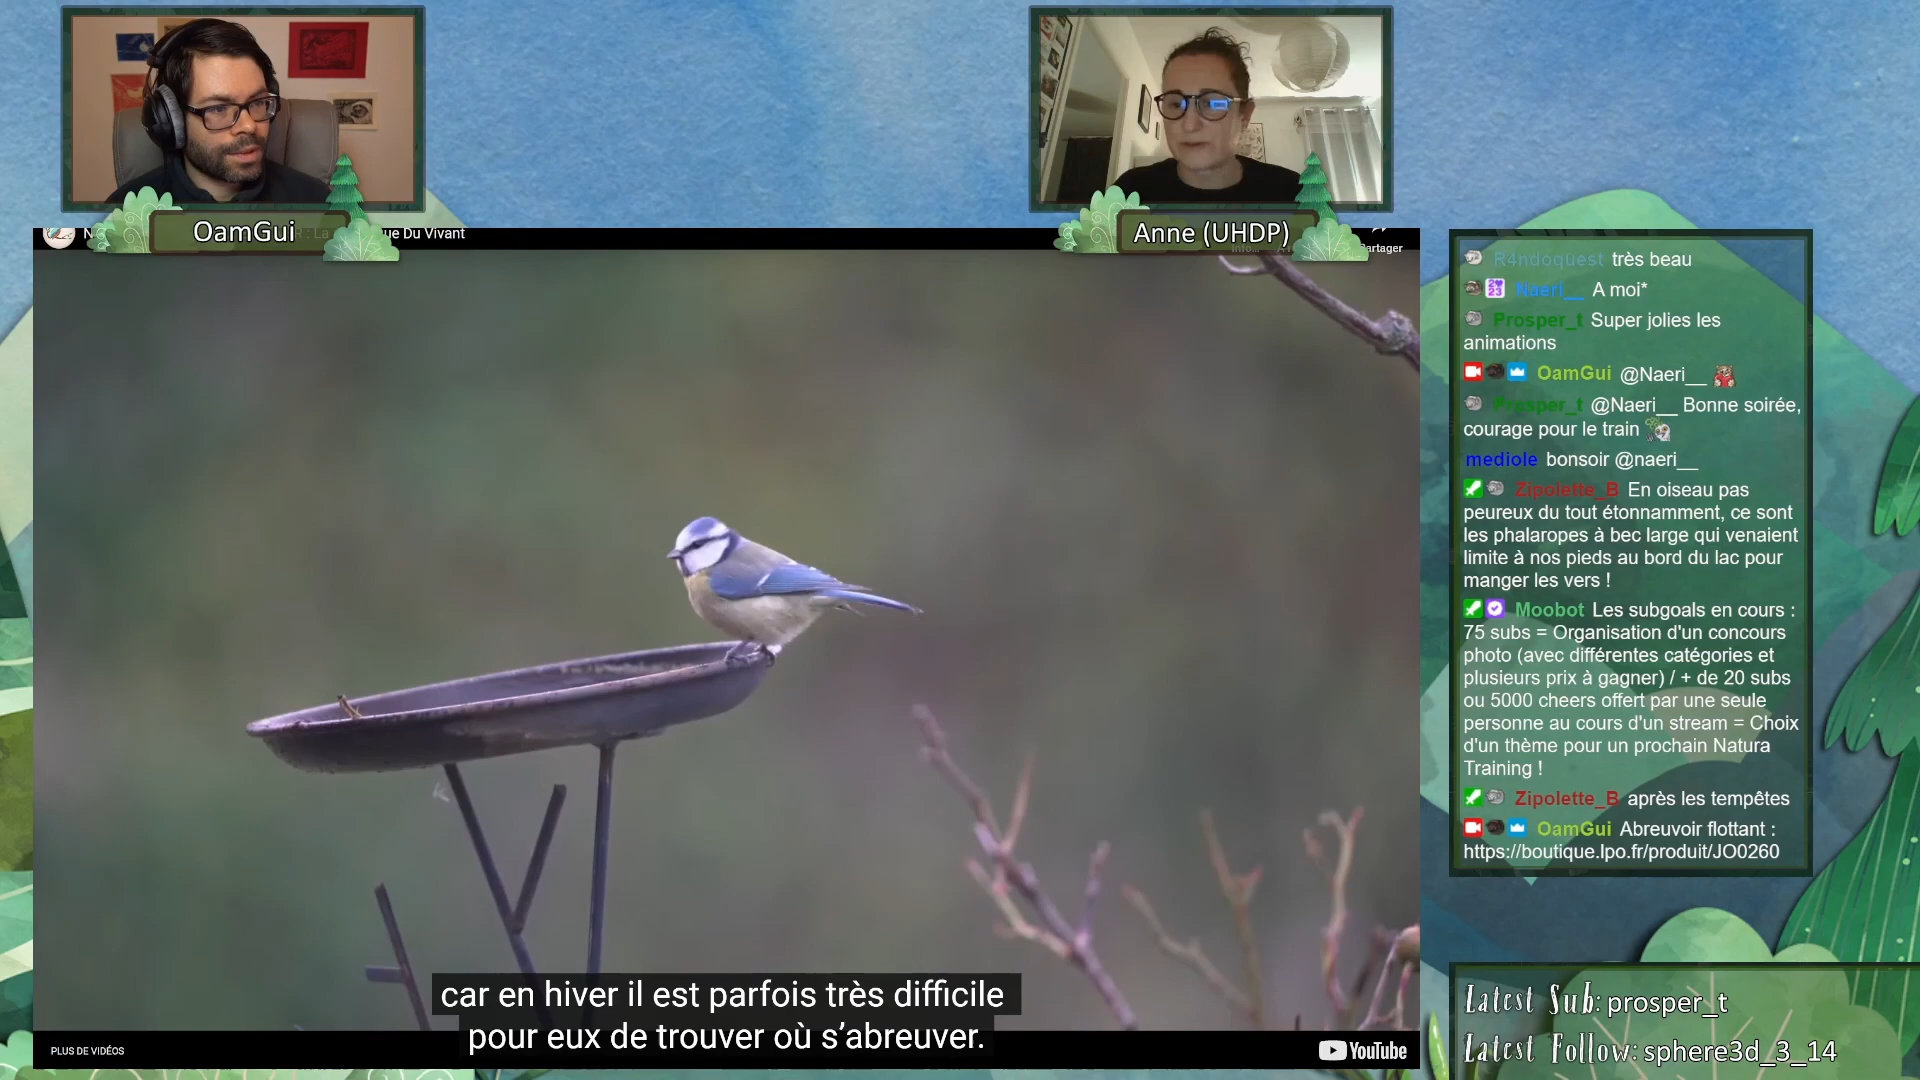 OamGui
Anne (UHDP)
ue Du Vivant
Partager
R4ndoquest très beau
Naeri__ A moi*
Prosper_t Super jolies les
animations
OamGui @Naeri__
Prosper_t @Naeri__ Bonne soirée,
courage pour le train
mediole bonsoir @naeri__
Zipolette_B En oiseau pas
peureux du tout étonnamment, ce sont
les phalaropes à bec large qui venaient
limite à nos pieds au bord du lac pour
manger les vers !
Moobot Les subgoals en cours :
75 subs = Organisation d'un concours
photo (avec différentes catégories et
plusieurs prix à gagner) / + de 20 subs
ou 5000 cheers offert par une seule
personne au cours d'un stream = Choix
d'un thème pour un prochain Natura
Training !
Zipolette_B après les tempêtes
OamGui Abreuvoir flottant :
https://boutique.lpo.fr/produit/JO0260
car en hiver il est parfois très difficile
pour eux de trouver où s’abreuver.
PLUS DE VIDÉOS
YouTube
Latest Sub: prosper_t
Latest Follow: sphere3d_3_14